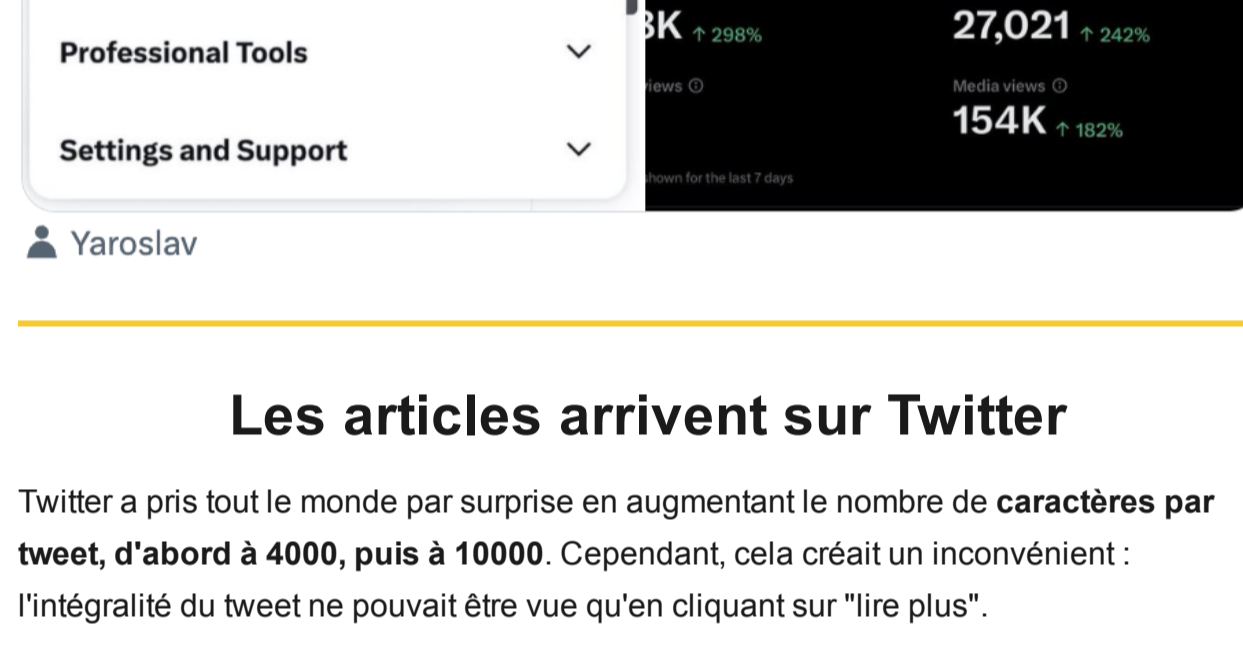 Professional Tools
Settings and Support
298%
27,021 ↑ 242%
Media views
154K ↑ 182%
shown for the last 7 days
Yaroslav
Les articles arrivent sur Twitter
Twitter a pris tout le monde par surprise en augmentant le nombre de caractères par
tweet, d'abord à 4000, puis à 10000. Cependant, cela créait un inconvénient :
l'intégralité du tweet ne pouvait être vue qu'en cliquant sur "lire plus".